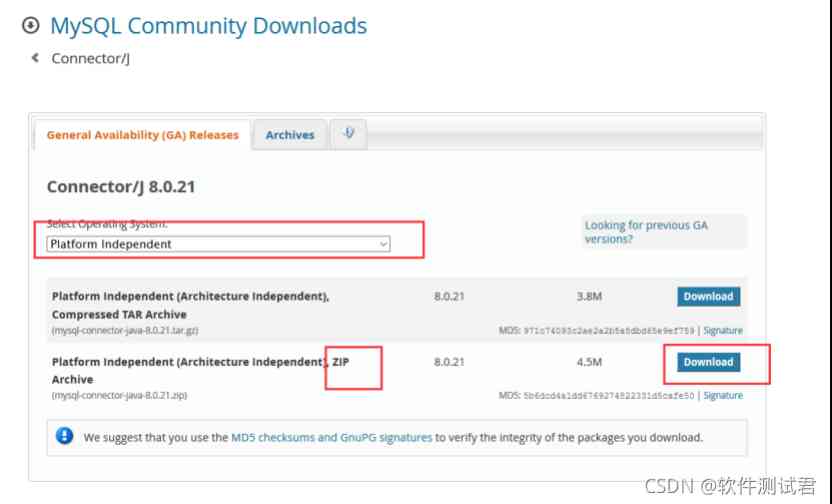 MySQL Community Downloads
Connector/J
General Availability (GA) Releases
Archives
Connector/J 8.0.21
Select Operating System:
Looking for previous GA
versions?
Platform Independent
Platform Independent (Architecture Independent),
8.0.21
3.8M
Download
Compressed TAR Archive
(mysql-connector-java-8.0.21.tar.gz)
MD5:
| Signature
Platform Independent (Architecture Independent), ZIP
8.0.21
4.5M
Download
Archive
(mysql-connector-java-8.0.21.zip)
MD5:
| Signature
We suggest that you use the MD5 checksums and GnuPG signatures to verify the integrity of the packages you download.
CSDN @软件测试君